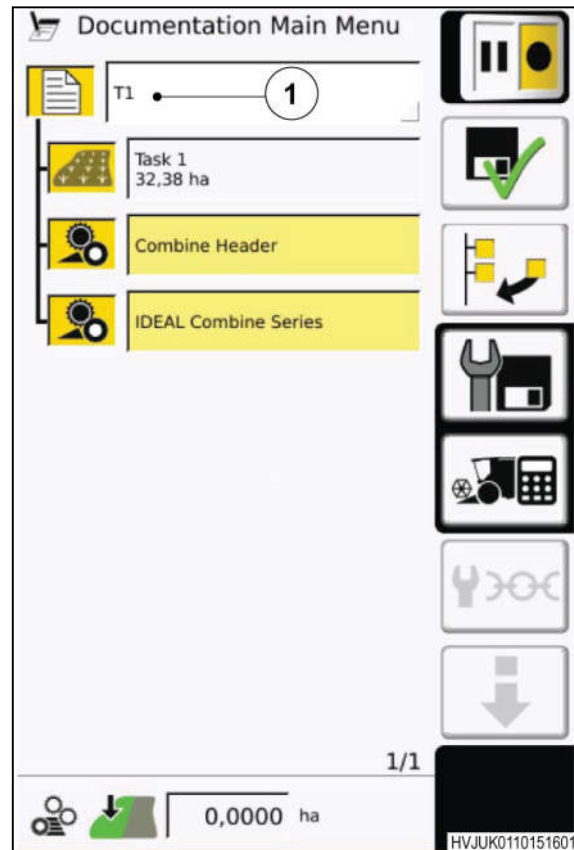 Documentation Main Menu
T1
1
Task 1
32,38 ha
Combine Header
IDEAL Combine Series
1/1
0,0000 ha
HVJUK0110151601